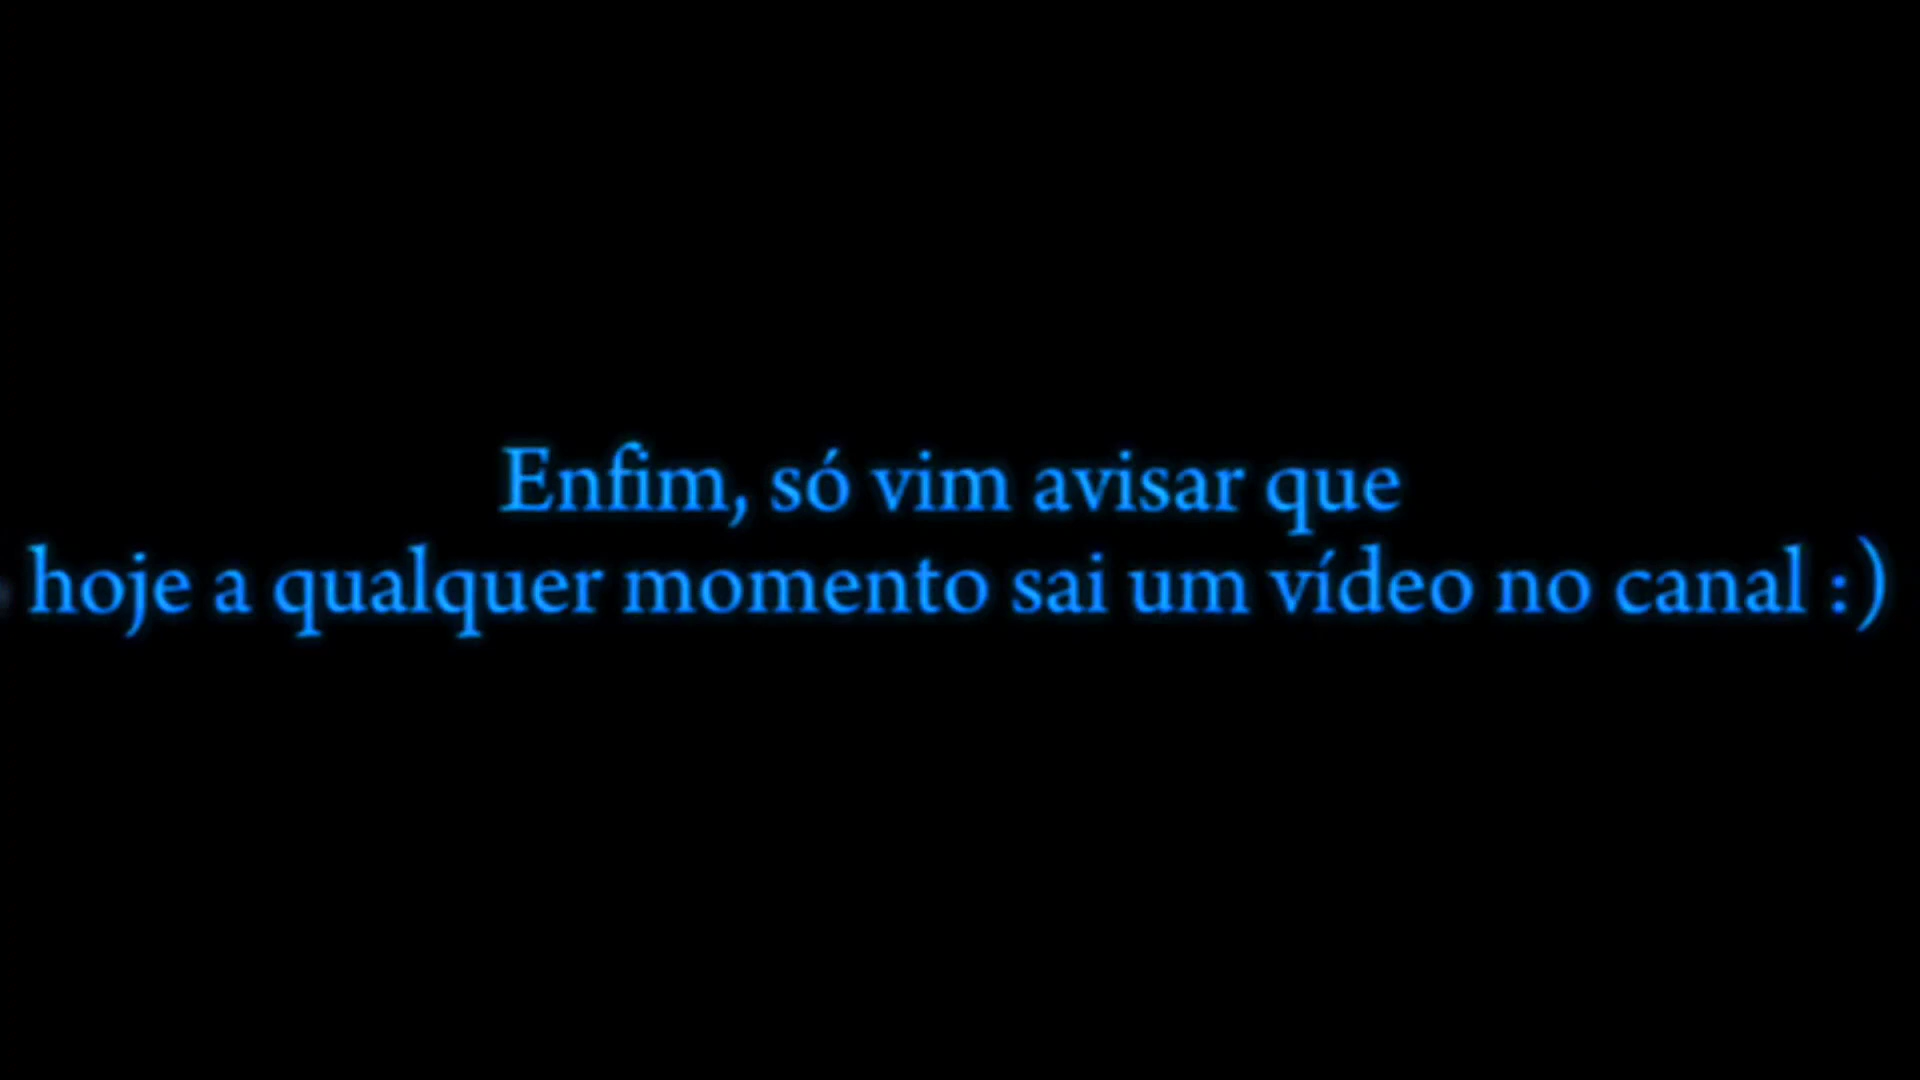 Enfim, só vim avisar que
hoje a qualquer momento sai um vídeo no canal :)